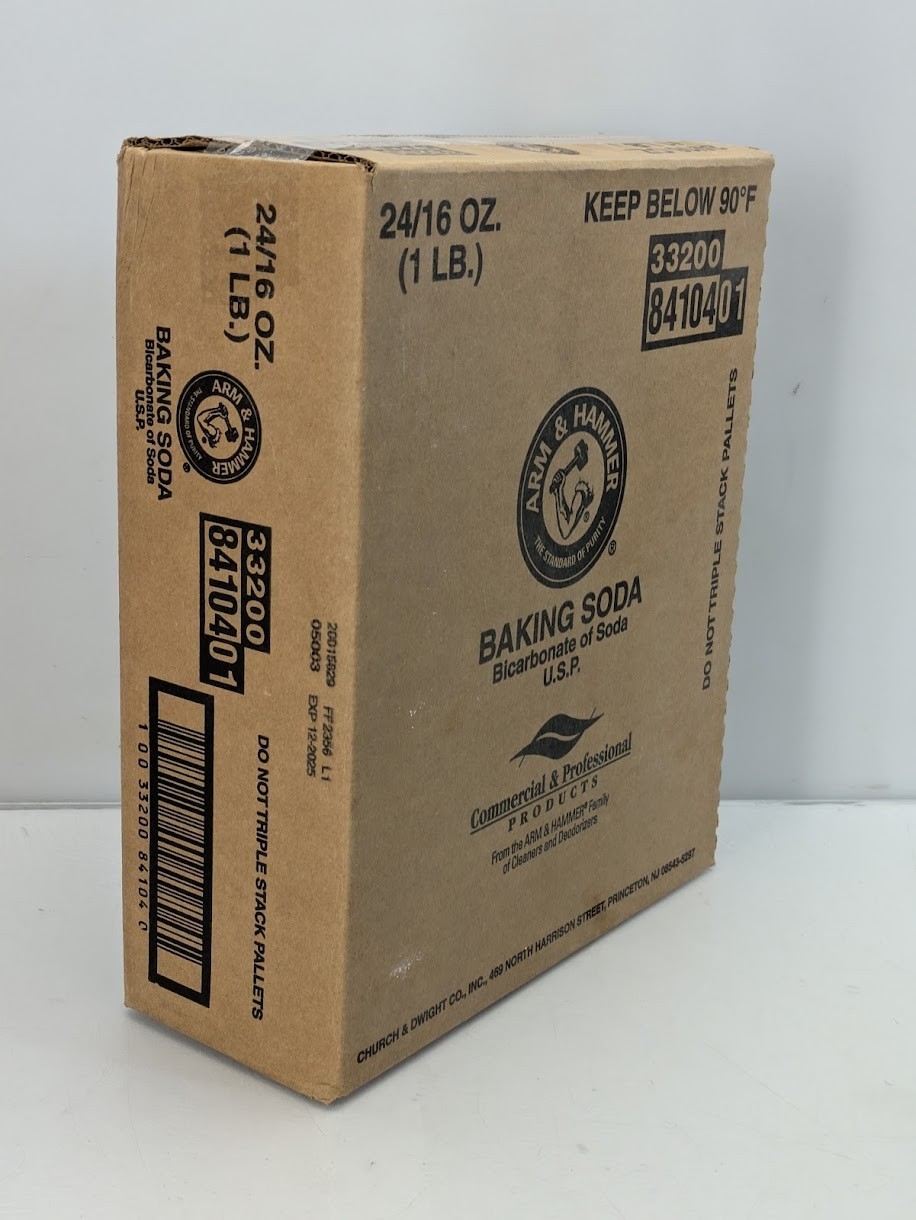 24/16 OZ.
(1 LB.)
ARM & HAMMER
THE STANDARD OF PURITY
®
BAKING SODA
Bicarbonate of Soda
U.S.P.
33200
8410401
20015629 FF2356 L1
05003 EXP 12-2025
DO NOT TRIPLE STACK PALLETS
1 00 33200 84104 0
24/16 OZ.
(1 LB.)
KEEP BELOW 90°F
33200
8410401
DO NOT TRIPLE STACK PALLETS
ARM & HAMMER
THE STANDARD OF PURITY
®
BAKING SODA
Bicarbonate of Soda
U.S.P.
Commercial & Professional
PRODUCTS
From the ARM & HAMMER® Family
of Cleaners and Deodorizers
CHURCH & DWIGHT CO., INC., 469 NORTH HARRISON STREET, PRINCETON, NJ 08543-5297